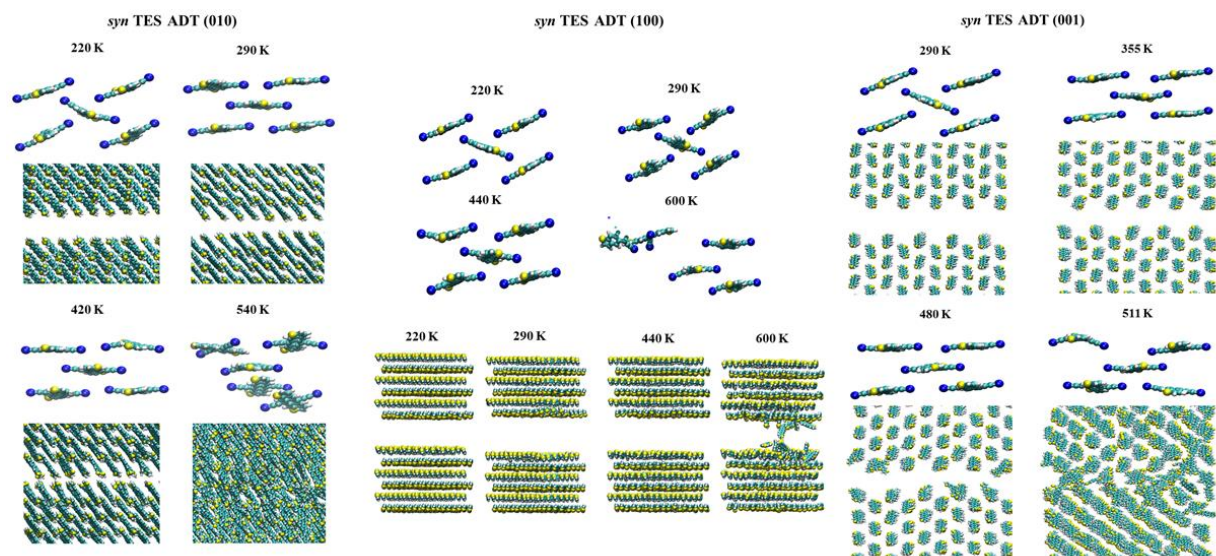 syn TES ADT (010)
220 K
290 K
420 K
540 K
syn TES ADT (100)
220 K
290 K
440 K
600 K
220 K
290 K
440 K
600 K
syn TES ADT (001)
290 K
355 K
480 K
511 K